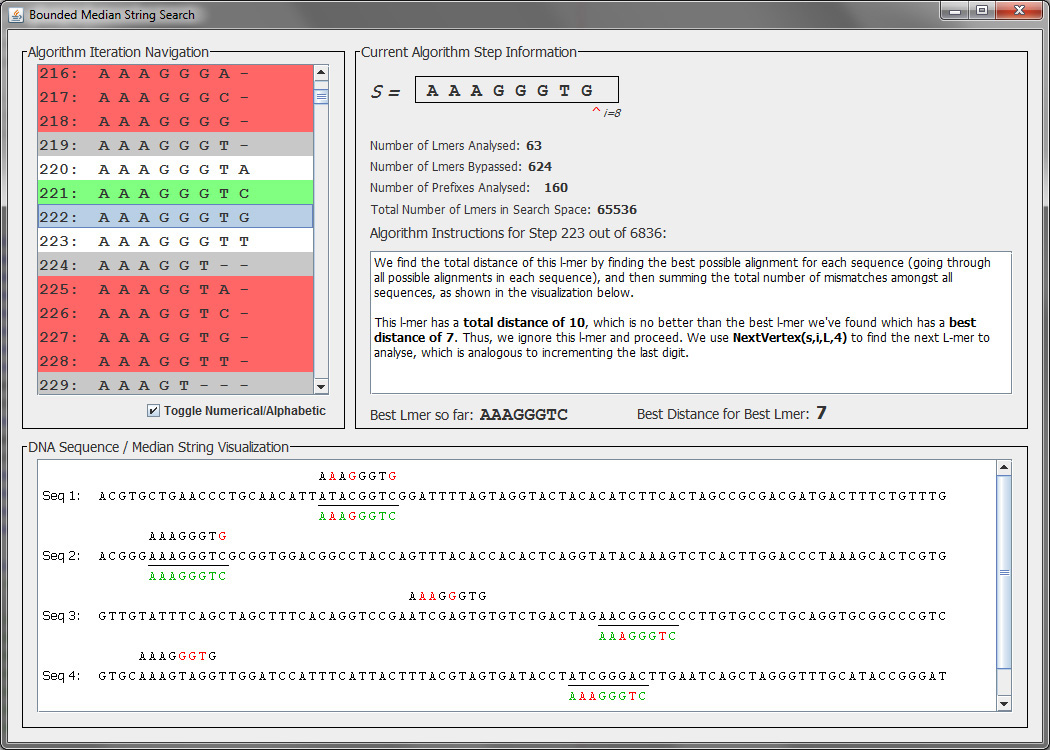 Bounded Median String Search
Algorithm Iteration Navigation
216: A A A G G G A -
217: A A A G G G C -
218: A A A G G G G -
219: A A A G G G T -
220: A A A G G G T A
221: A A A G G G T C
222: A A A G G G T G
223: A A A G G G T T
224: A A A G G T - -
225: A A A G G T A -
226: A A A G G T C -
227: A A A G G T G -
228: A A A G G T T -
229: A A A G T - - -
Toggle Numerical/Alphabetic
Current Algorithm Step Information
S = A A A G G G T G
^ i=8
Number of Lmers Analysed: 63
Number of Lmers Bypassed: 624
Number of Prefixes Analysed: 160
Total Number of Lmers in Search Space: 65536
Algorithm Instructions for Step 223 out of 6836:
We find the total distance of this l-mer by finding the best possible alignment for each sequence (going through
all possible alignments in each sequence), and then summing the total number of mismatches amongst all
sequences, as shown in the visualization below.
This l-mer has a total distance of 10, which is no better than the best l-mer we've found which has a best
distance of 7. Thus, we ignore this l-mer and proceed. We use NextVertex(s,i,L,4) to find the next L-mer to
analyse, which is analogous to incrementing the last digit.
Best Lmer so far: AAAGGGTC
Best Distance for Best Lmer: 7
DNA Sequence / Median String Visualization
AAAGGGTG
Seq 1: ACGTGCTGAACCCTGCAACATTATACGGTCGGATTTTAGTAGGTACTACACATCTTCACTAGCCGCGACGATGACTTTCTGTTTG
AAAGGGTC
AAAGGGTG
Seq 2: ACGGGAAAGGGTCGCGGTGGACGGCCTACCAGTTTACACCACACTCAGGTATACAAAGTCTCACTTGGACCCTAAAGCACTCGTG
AAAGGGTC
AAAGGGTG
Seq 3: GTTGTATTTCAGCTAGCTTTCACAGGTCCGAATCGAGTGTGTCTGACTAGAACGGGCCCCTTGTGCCCTGCAGGTGCGGCCCGTC
AAAGGGTC
AAAGGGTG
Seq 4: GTGCAAAGTAGGTTGGATCCATTTCATTACTTTACGTAGTGATACCTATCGGGACTTGAATCAGCTAGGGTTTGCATACCGGGAT
AAAGGGTC